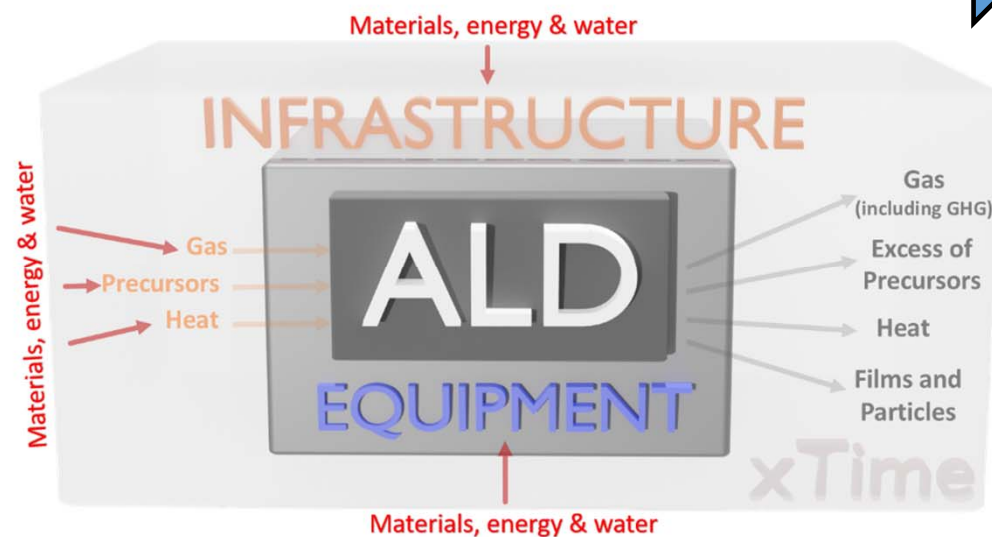 Materials, energy & water
INFRASTRUCTURE
Materials, energy & water
Gas
Precursors
Heat
ALD
EQUIPMENT
Gas
(including GHG)
Excess of
Precursors
Heat
Films and
Particles
xTime
Materials, energy & water